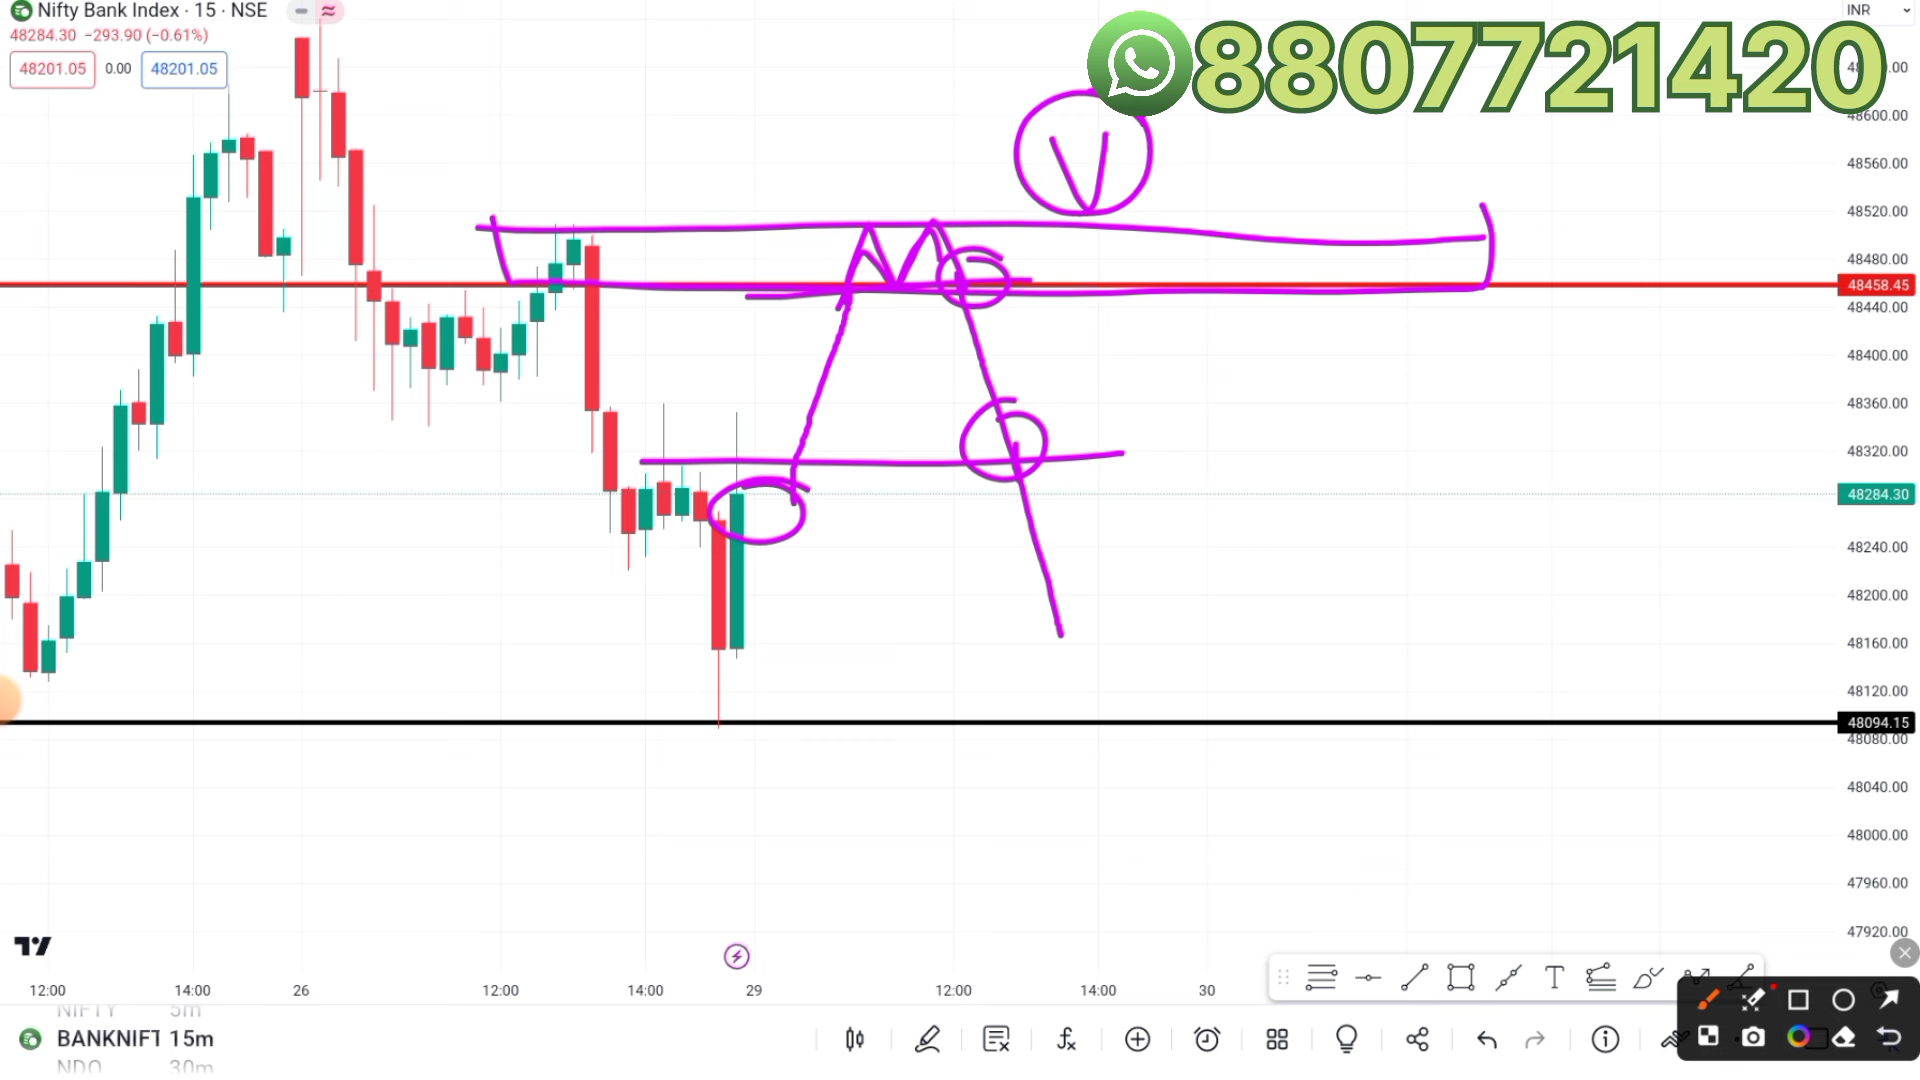 Nifty Bank Index · 15 · NSE
48284.30 −293.90 (−0.61%)
48201.05 0.00 48201.05
8807721420
INR
48600.00
48560.00
48520.00
48480.00
48458.45
48440.00
48400.00
48360.00
48320.00
48284.30
48240.00
48200.00
48160.00
48120.00
48094.15
48080.00
48040.00
48000.00
47960.00
47920.00
V
12:00 14:00 26 12:00 14:00 29 12:00 14:00 30
NIFTY 5m
BANKNIFT 15m
NDQ 30m